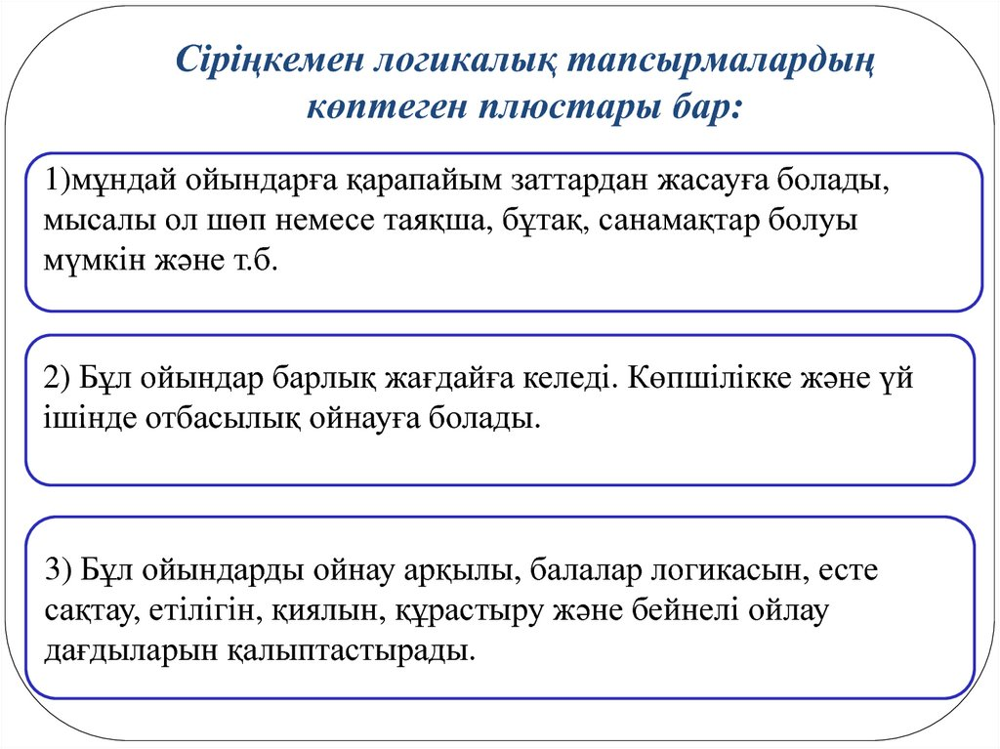 Сіріңкемен логикалық тапсырмалардың
көптеген плюстары бар:
1)мұндай ойындарға қарапайым заттардан жасауға болады,
мысалы ол шөп немесе таяқша, бұтақ, санамақтар болуы
мүмкін және т.б.
2) Бұл ойындар барлық жағдайға келеді. Көпшілікке және үй
ішінде отбасылық ойнауға болады.
3) Бұл ойындарды ойнау арқылы, балалар логикасын, есте
сақтау, етілігін, қиялын, құрастыру және бейнелі ойлау
дағдыларын қалыптастырады.